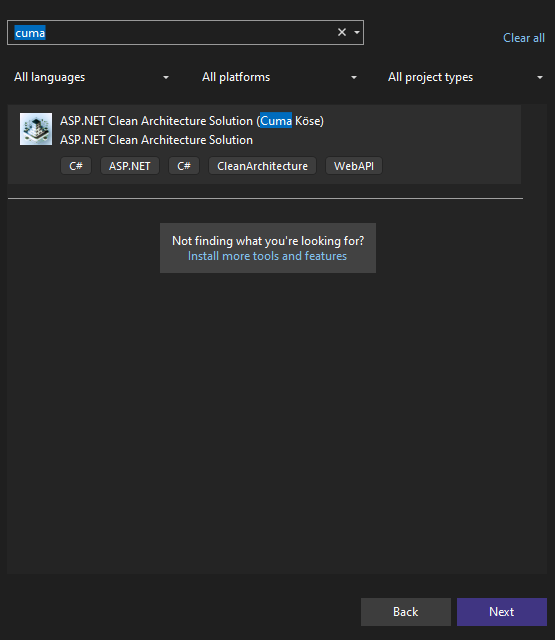 cuma
Clear all
All languages
All platforms
All project types
ASP.NET Clean Architecture Solution (Cuma Köse)
ASP.NET Clean Architecture Solution
C# ASP.NET C# CleanArchitecture WebAPI
Not finding what you're looking for?
Install more tools and features
Back
Next